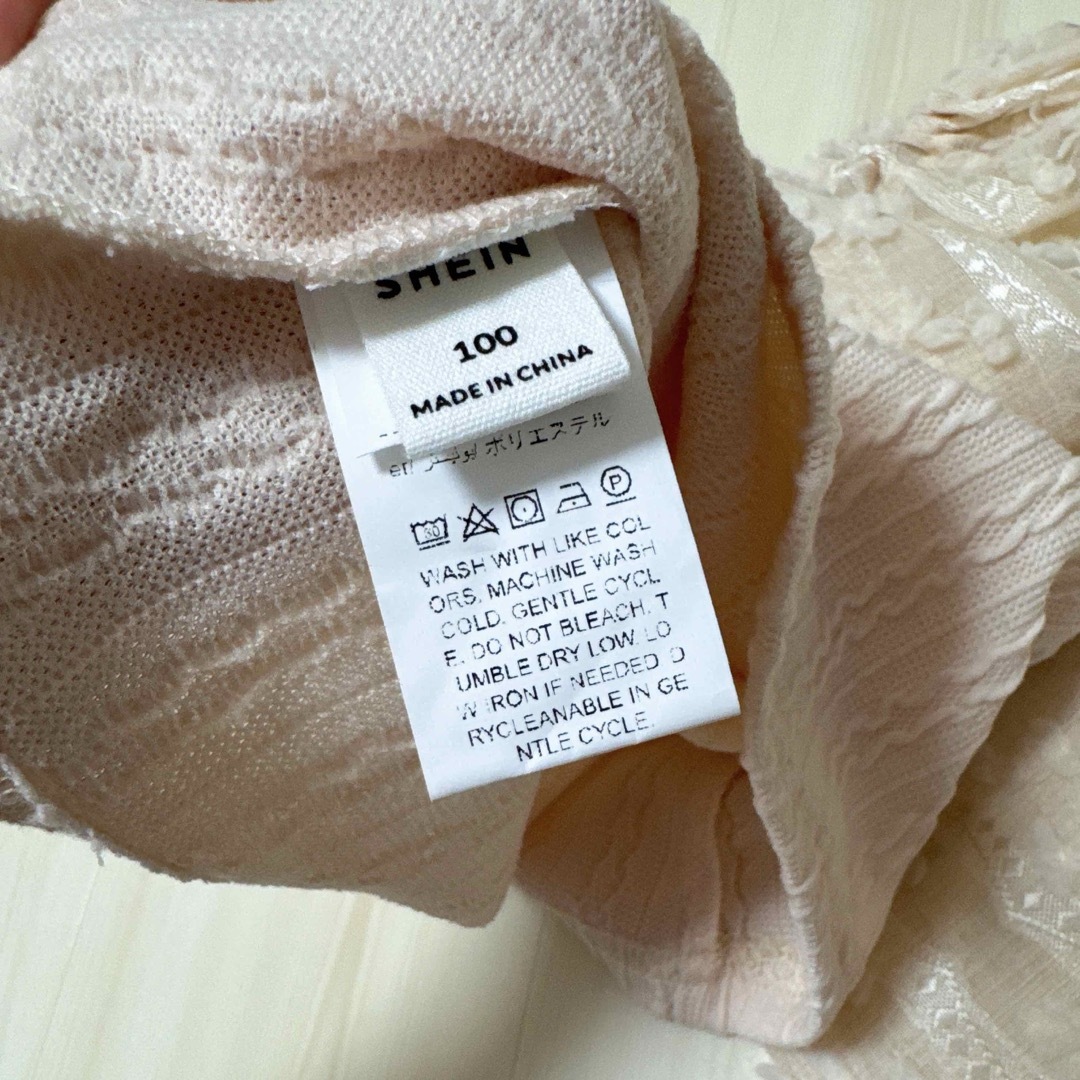 SHEIN
100
MADE IN CHINA
ポリエステル
30
P
WASH WITH LIKE COL
ORS. MACHINE WASH
COLD. GENTLE CYCL
E. DO NOT BLEACH. T
UMBLE DRY LOW. LO
W IRON IF NEEDED. D
RYCLEANABLE IN GE
NTLE CYCLE.